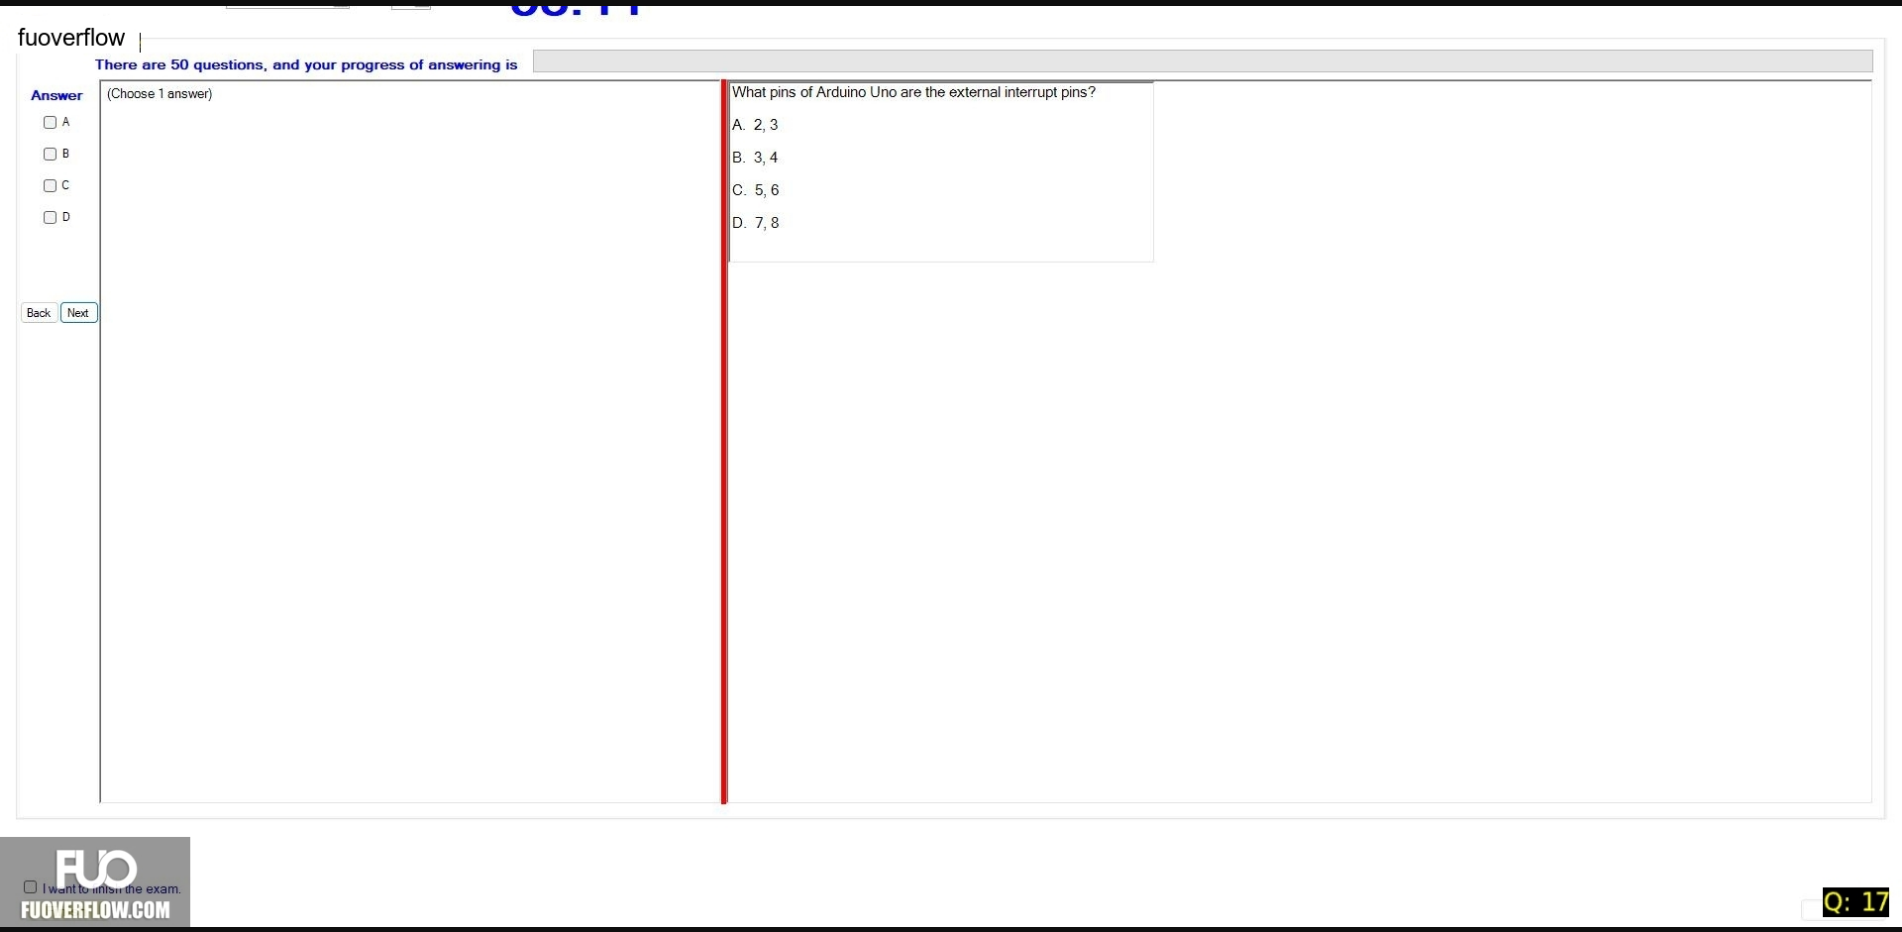 fuoverflow
There are 50 questions, and your progress of answering is
Answer
(Choose 1 answer)
A
B
C
D
Back Next
What pins of Arduino Uno are the external interrupt pins?
A. 2, 3
B. 3, 4
C. 5, 6
D. 7, 8
FUO
I want to finish the exam.
FUOVERFLOW.COM
Q: 17